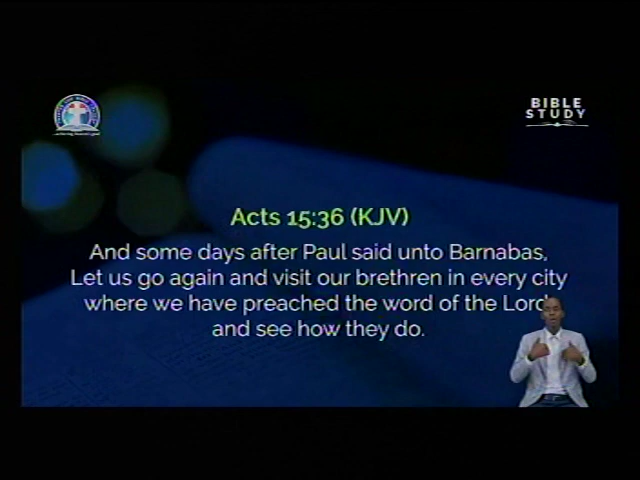 BIBLE
STUDY
Acts 15:36 (KJV)
And some days after Paul said unto Barnabas,
Let us go again and visit our brethren in every city
where we have preached the word of the Lord
and see how they do.